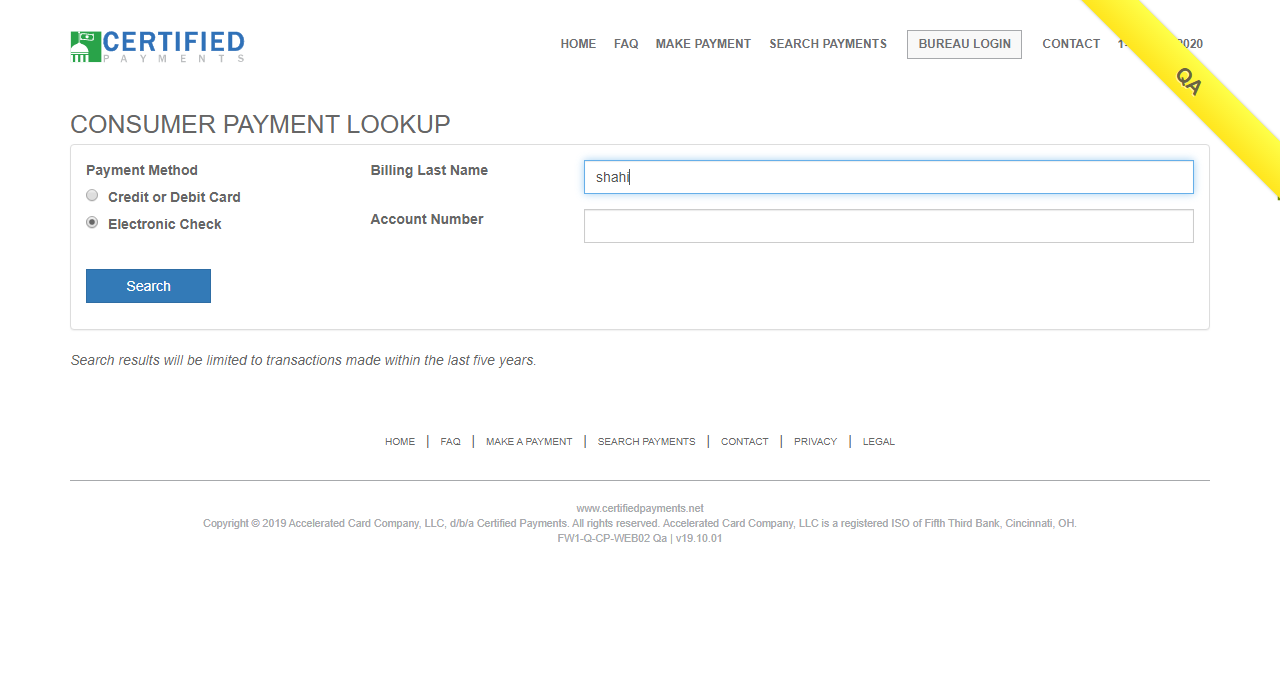 CERTIFIED
PAYMENTS
HOME FAQ MAKE PAYMENT SEARCH PAYMENTS BUREAU LOGIN CONTACT
QA
CONSUMER PAYMENT LOOKUP
Payment Method
Credit or Debit Card
Electronic Check
Billing Last Name
shahi
Account Number
Search
Search results will be limited to transactions made within the last five years.
HOME | FAQ | MAKE A PAYMENT | SEARCH PAYMENTS | CONTACT | PRIVACY | LEGAL
www.certifiedpayments.net
Copyright © 2019 Accelerated Card Company, LLC, d/b/a Certified Payments. All rights reserved. Accelerated Card Company, LLC is a registered ISO of Fifth Third Bank, Cincinnati, OH.
FW1-Q-CP-WEB02 Qa | v19.10.01